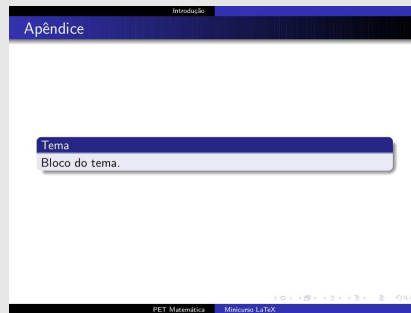 Introdução
Apêndice
Tema
Bloco do tema.
PET Matemática Minicurso LaTeX